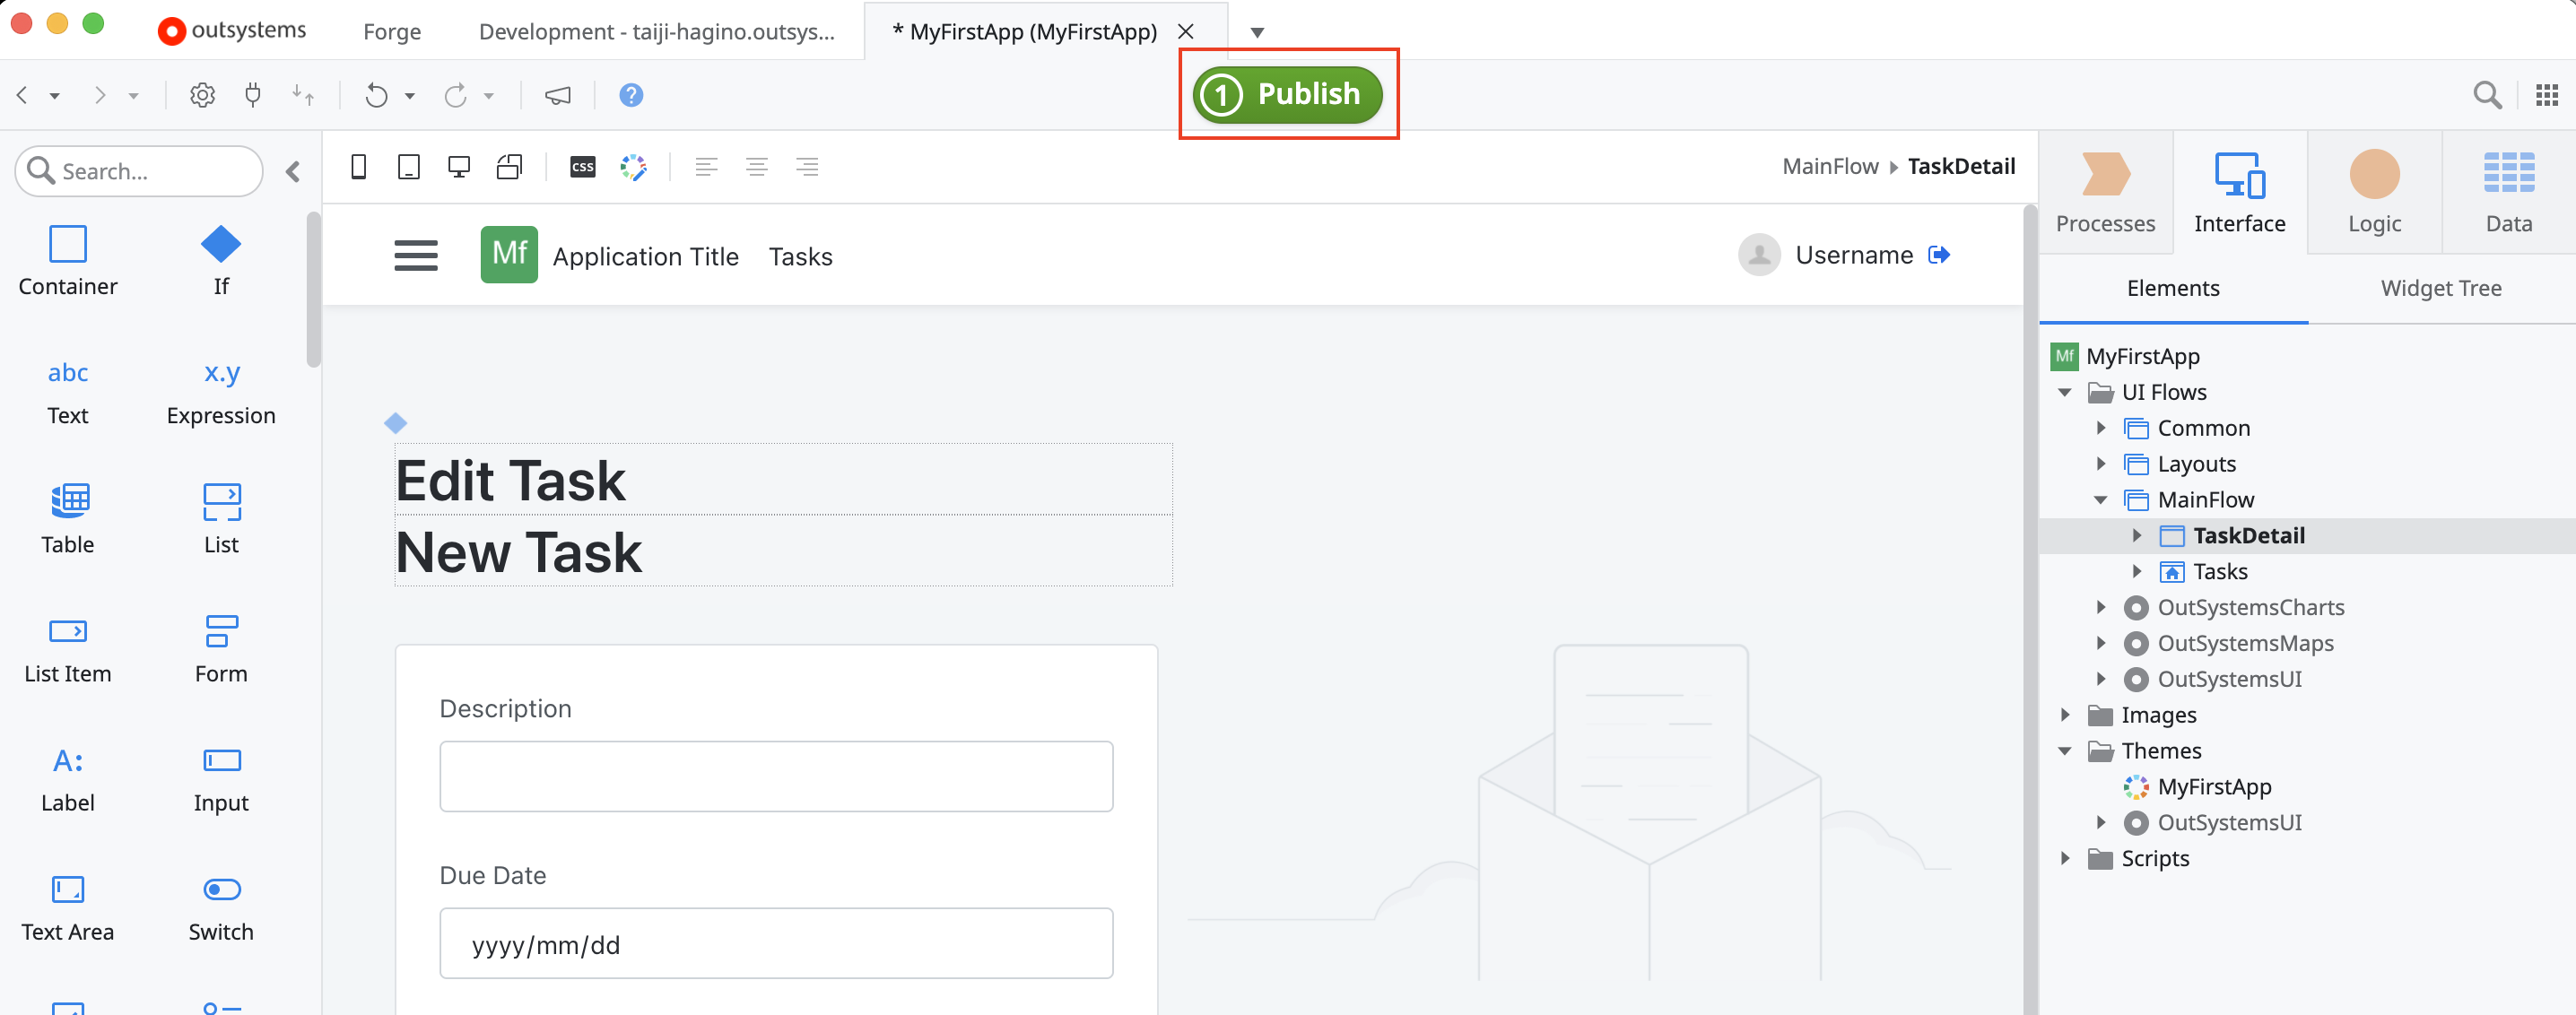 outsystems Forge Development - taiji-hagino.outsys... * MyFirstApp (MyFirstApp)
? 1 Publish
Search...
CSS
MainFlow TaskDetail
Processes Interface Logic Data
Container If
Mf Application Title Tasks Username
Elements Widget Tree
abc x.y
Text Expression
Table List
List Item Form
A:
Label Input
Text Area Switch
Edit Task
New Task
Description
Due Date
yyyy/mm/dd
Mf MyFirstApp
UI Flows
Common
Layouts
MainFlow
TaskDetail
Tasks
OutSystemsCharts
OutSystemsMaps
OutSystemsUI
Images
Themes
MyFirstApp
OutSystemsUI
Scripts